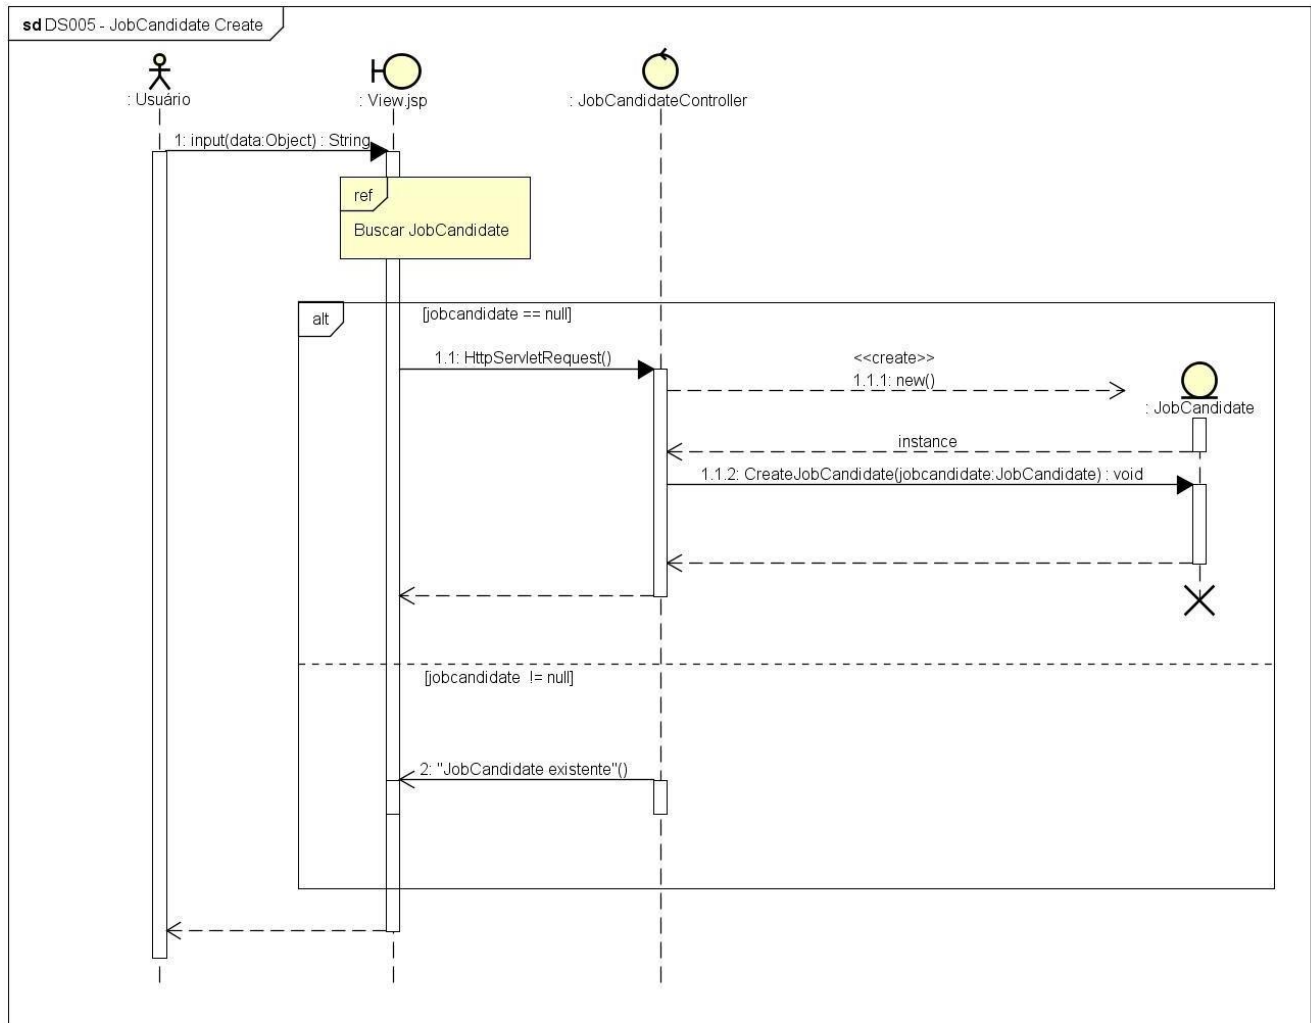 sd DS005 - JobCandidate Create
: Usuário
: View.jsp
: JobCandidateController
1: input(data:Object) : String
ref
Buscar JobCandidate
alt
[jobcandidate == null]
1.1: HttpServletRequest()
<<create>>
1.1.1: new()
: JobCandidate
instance
1.1.2: CreateJobCandidate(jobcandidate:JobCandidate) : void
[jobcandidate != null]
2: "JobCandidate existente"()